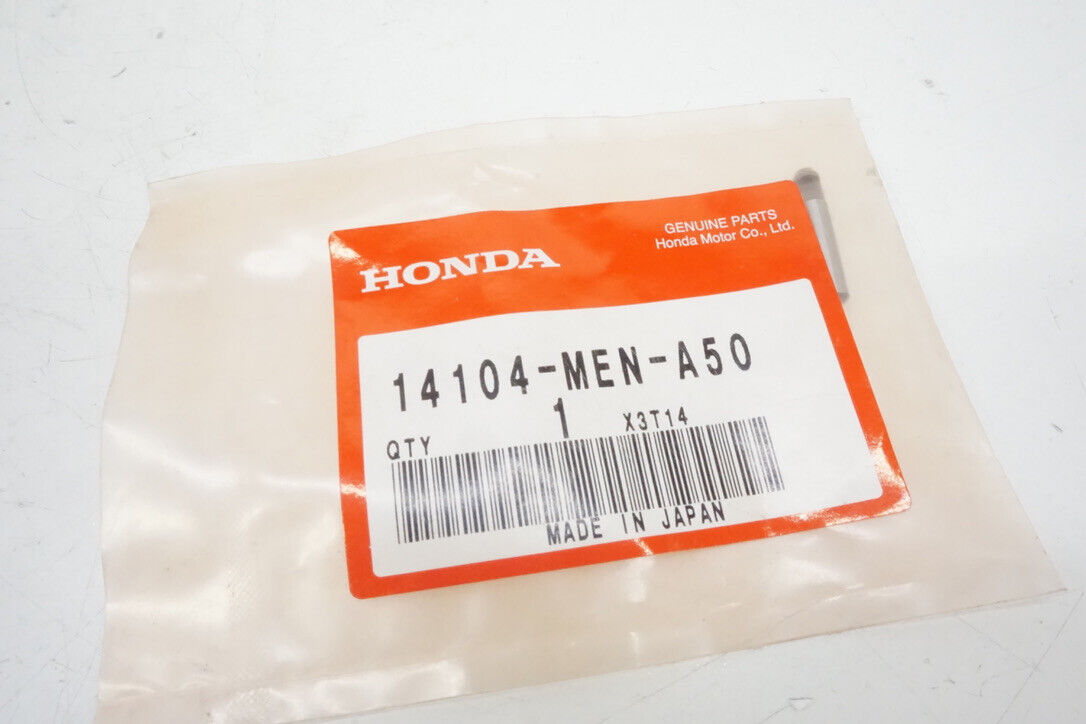 HONDA
GENUINE PARTS
Honda Motor Co., Ltd.
14104-MEN-A50
QTY 1 X3T14
MADE IN JAPAN